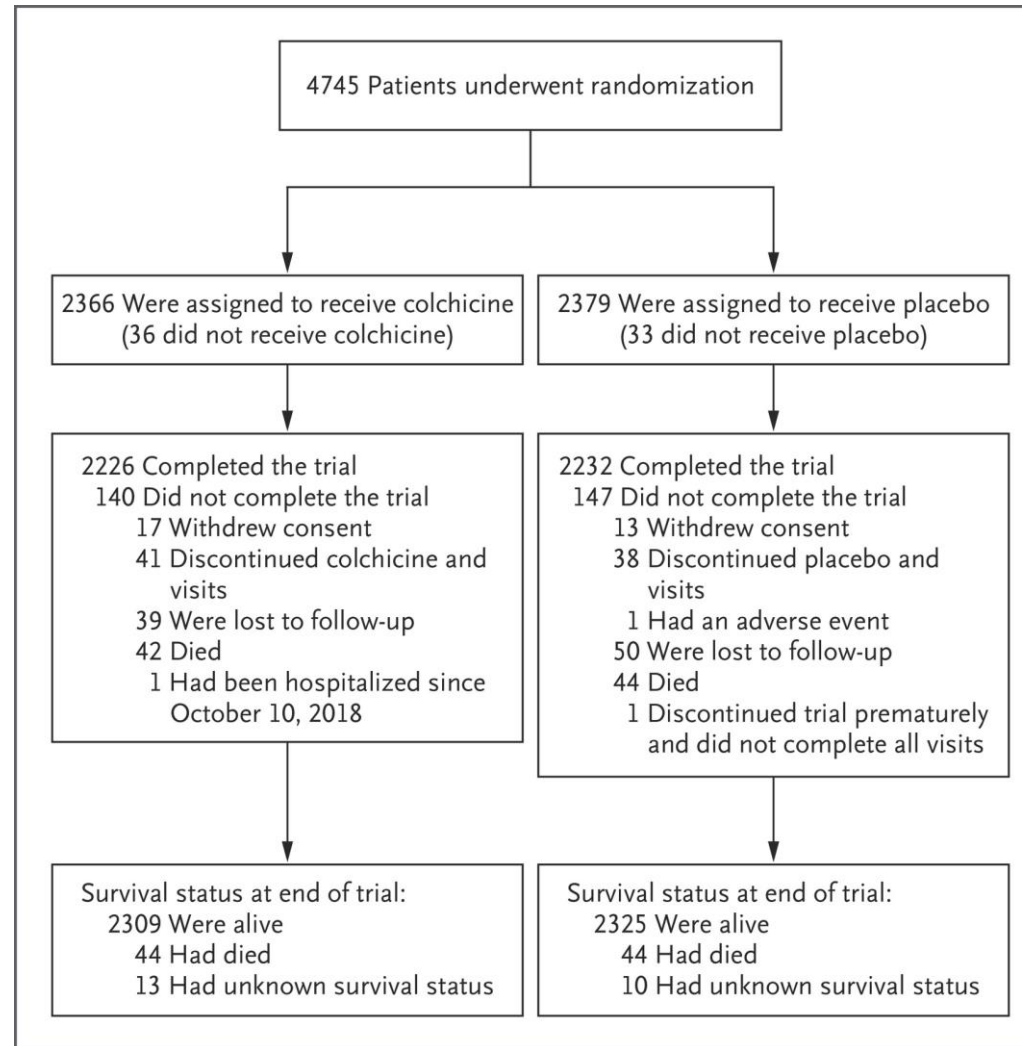 4745 Patients underwent randomization
2366 Were assigned to receive colchicine
(36 did not receive colchicine)
2379 Were assigned to receive placebo
(33 did not receive placebo)
2226 Completed the trial
140 Did not complete the trial
17 Withdrew consent
41 Discontinued colchicine and
visits
39 Were lost to follow-up
42 Died
1 Had been hospitalized since
October 10, 2018
2232 Completed the trial
147 Did not complete the trial
13 Withdrew consent
38 Discontinued placebo and
visits
1 Had an adverse event
50 Were lost to follow-up
44 Died
1 Discontinued trial prematurely
and did not complete all visits
Survival status at end of trial:
2309 Were alive
44 Had died
13 Had unknown survival status
Survival status at end of trial:
2325 Were alive
44 Had died
10 Had unknown survival status